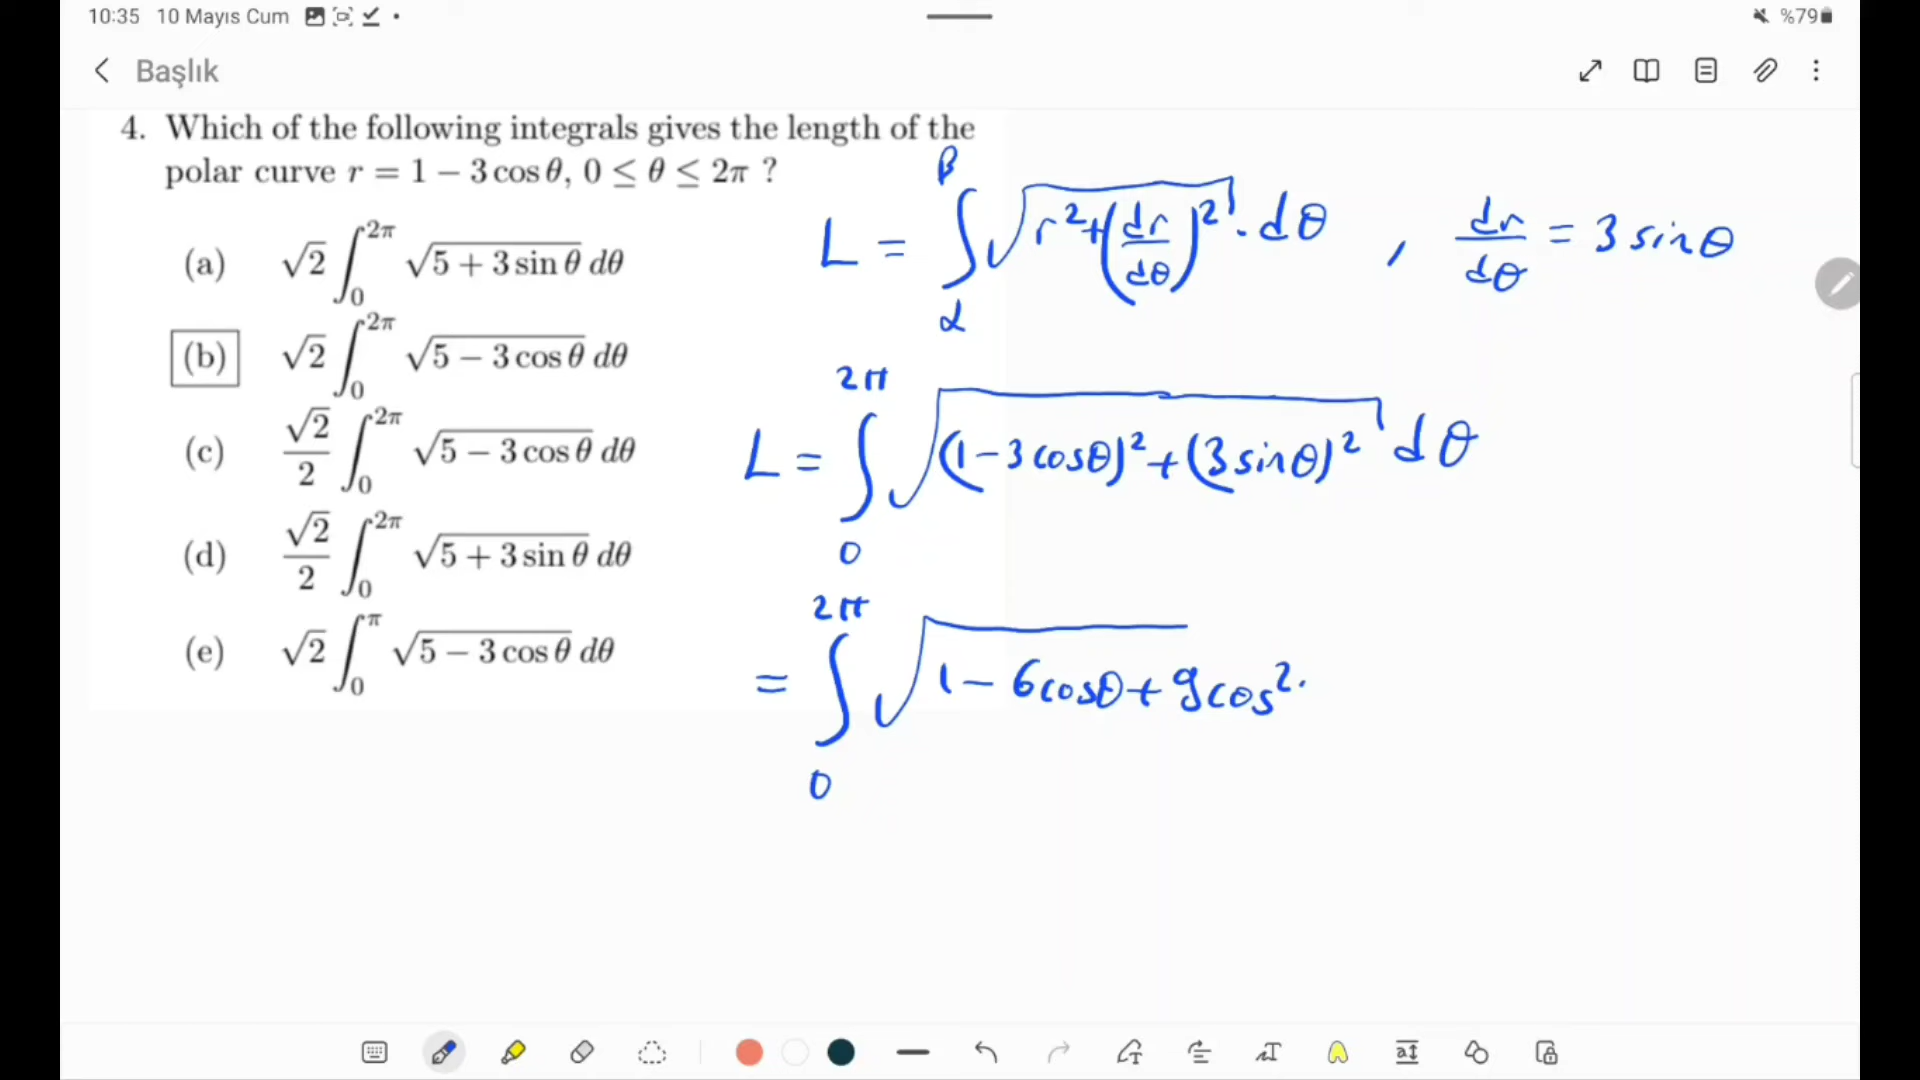 10:35 10 Mayıs Cum
%79
Başlık
4. Which of the following integrals gives the length of the
polar curve r = 1 − 3 cos θ, 0 ≤ θ ≤ 2π ?
(a) √2 ∫₀^2π √(5 + 3 sin θ) dθ
(b) √2 ∫₀^2π √(5 − 3 cos θ) dθ
(c) √2/2 ∫₀^2π √(5 − 3 cos θ) dθ
(d) √2/2 ∫₀^2π √(5 + 3 sin θ) dθ
(e) √2 ∫₀^π √(5 − 3 cos θ) dθ
L = ∫_α^β √(r² + (dr/dθ)²) · dθ , dr/dθ = 3 sinθ
L = ∫₀^2π √((1 − 3 cosθ)² + (3 sinθ)²) dθ
= ∫₀^2π √(1 − 6 cosθ + 9 cos²